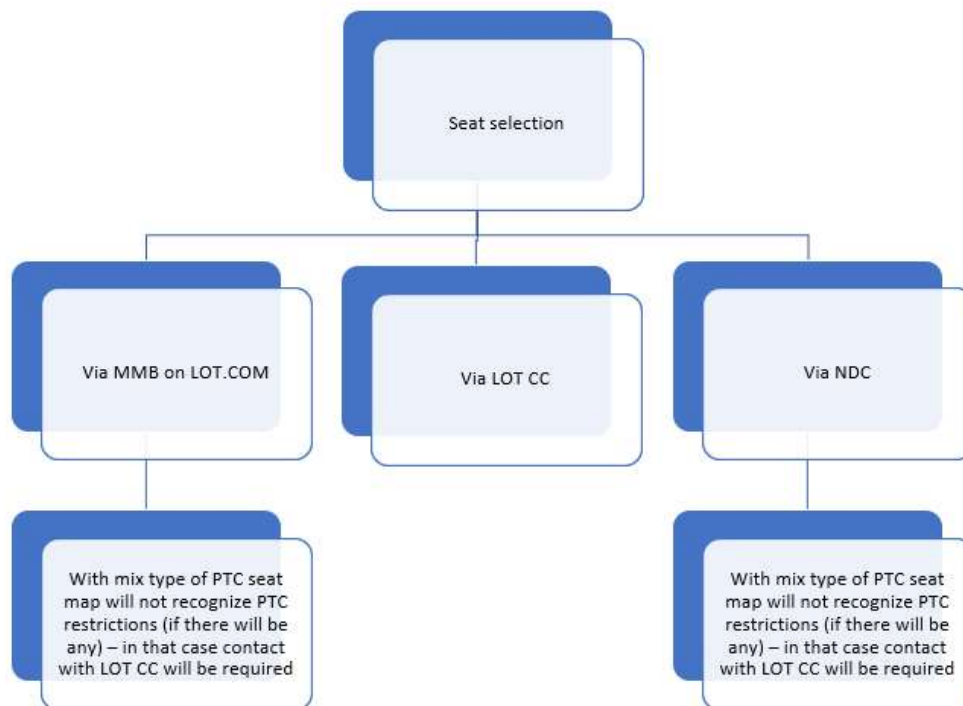 Seat selection
Via MMB on LOT.COM
Via LOT CC
Via NDC
With mix type of PTC seat
map will not recognize PTC
restrictions (if there will be
any) – in that case contact
with LOT CC will be required
With mix type of PTC seat
map will not recognize PTC
restrictions (if there will be
any) – in that case contact
with LOT CC will be required